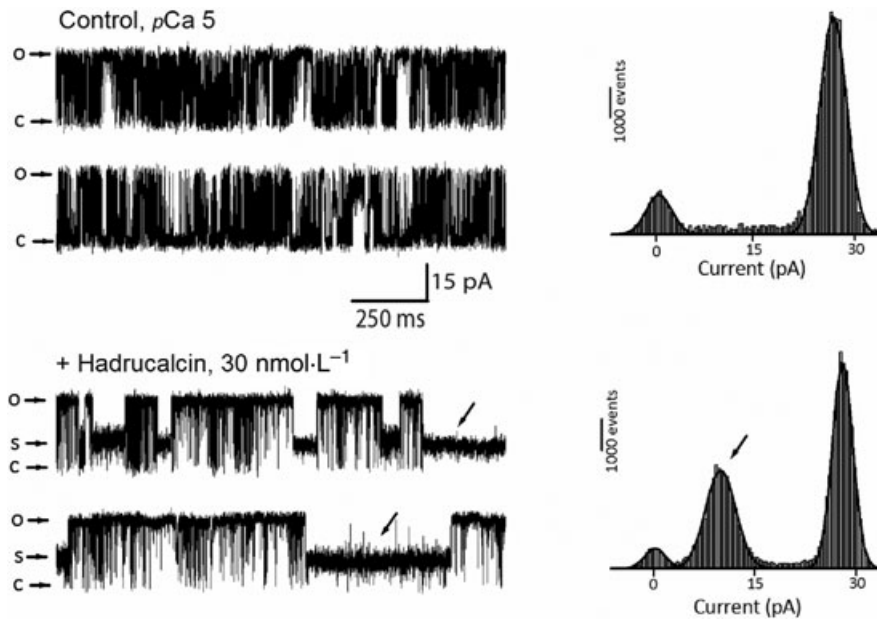 Control, pCa 5
O
C
O
C
15 pA
250 ms
1000 events
0 15 30
Current (pA)
+ Hadrucalcin, 30 nmol·L⁻¹
O
S
C
O
S
C
1000 events
0 15 30
Current (pA)